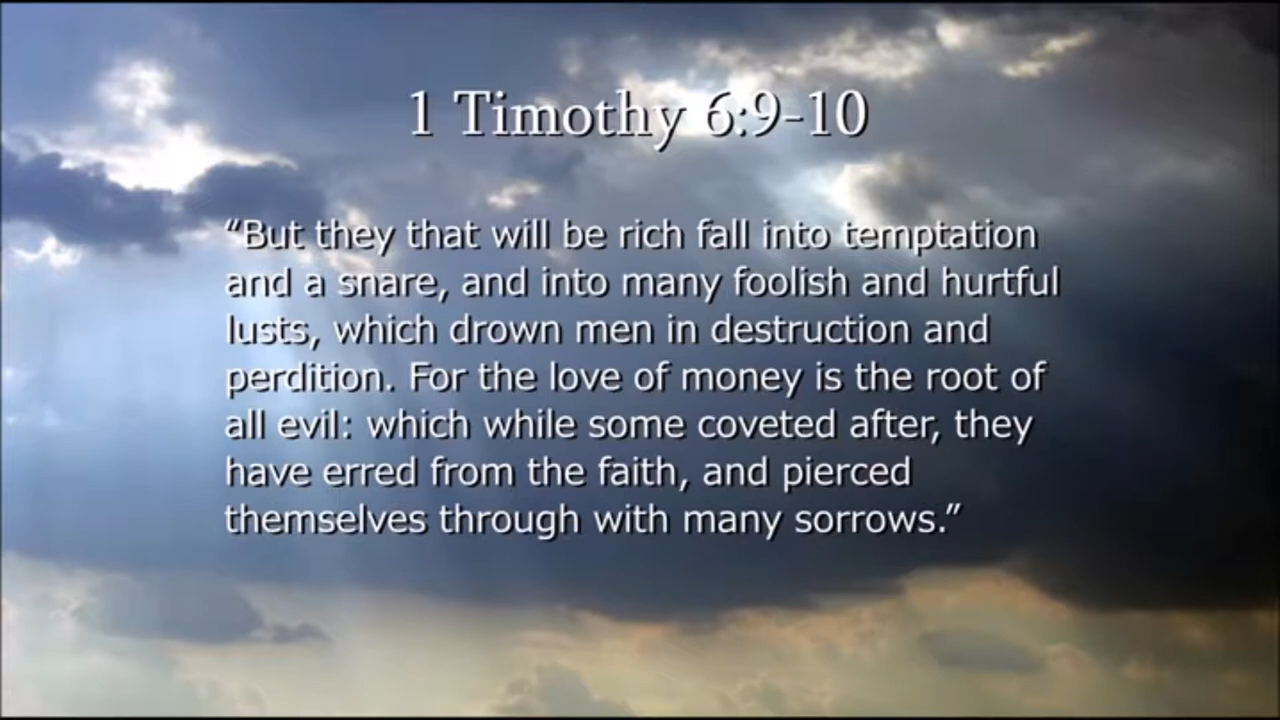 1 Timothy 6:9-10
“But they that will be rich fall into temptation
and a snare, and into many foolish and hurtful
lusts, which drown men in destruction and
perdition. For the love of money is the root of
all evil: which while some coveted after, they
have erred from the faith, and pierced
themselves through with many sorrows.”